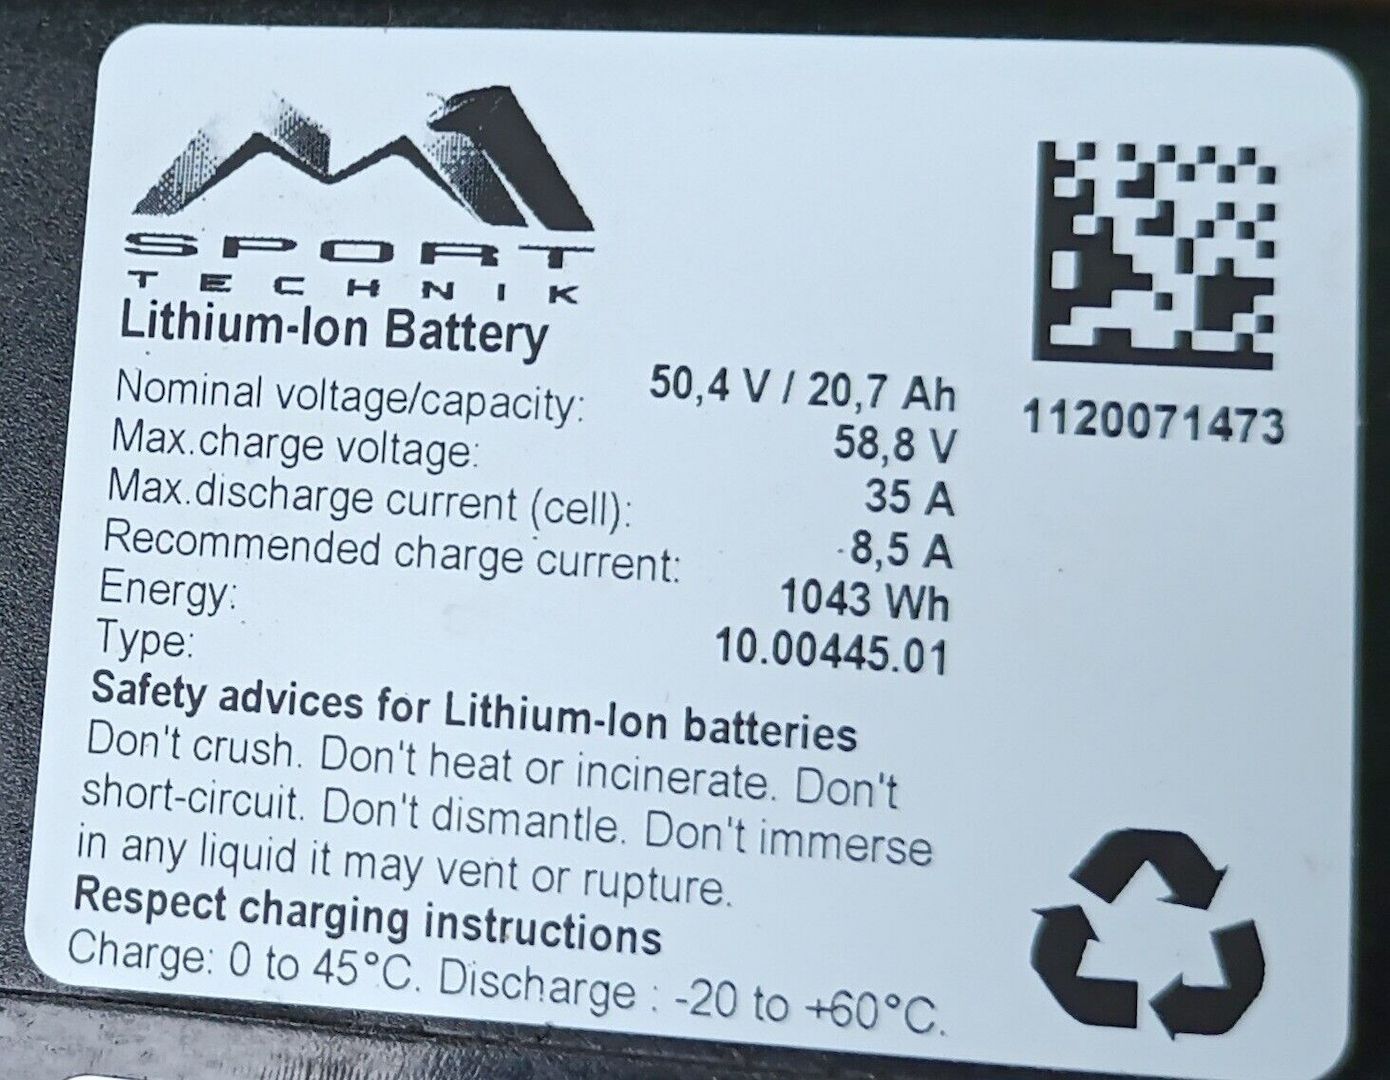 M1
SPORT
TECHNIK
Lithium-Ion Battery
Nominal voltage/capacity: 50,4 V / 20,7 Ah
Max.charge voltage: 58,8 V
Max.discharge current (cell): 35 A
Recommended charge current: 8,5 A
Energy: 1043 Wh
Type: 10.00445.01
1120071473
Safety advices for Lithium-Ion batteries
Don't crush. Don't heat or incinerate. Don't
short-circuit. Don't dismantle. Don't immerse
in any liquid it may vent or rupture.
Respect charging instructions
Charge: 0 to 45°C. Discharge : -20 to +60°C.